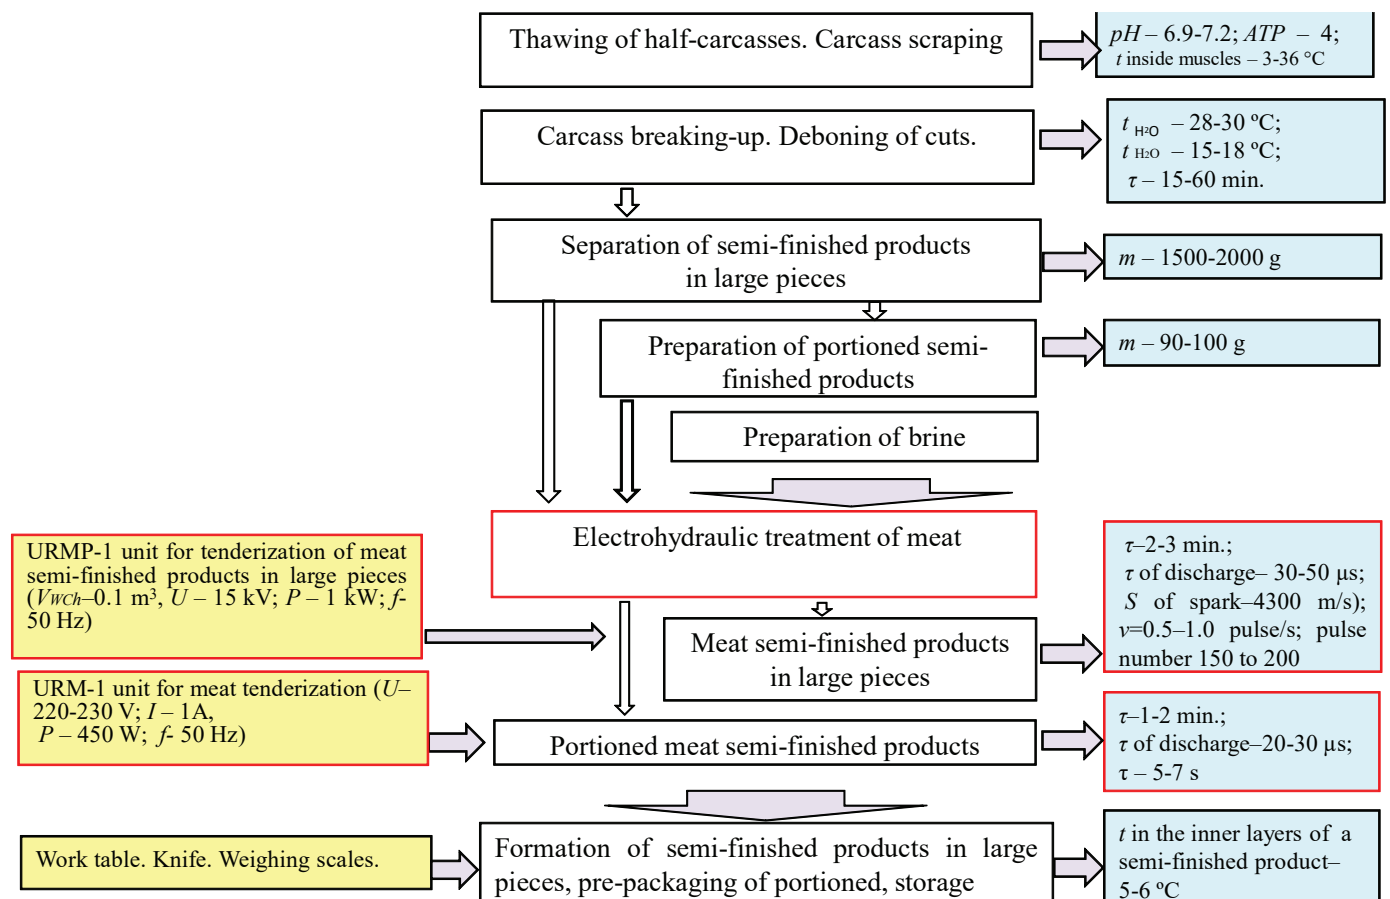 Thawing of half-carcasses. Carcass scraping
pH – 6.9-7.2; ATP – 4;
t inside muscles – 3-36 °C
Carcass breaking-up. Deboning of cuts.
t H²O – 28-30 ºC;
t H2O – 15-18 ºC;
τ – 15-60 min.
Separation of semi-finished products
in large pieces
m – 1500-2000 g
Preparation of portioned semi-
finished products
m – 90-100 g
Preparation of brine
Electrohydraulic treatment of meat
URMP-1 unit for tenderization of meat
semi-finished products in large pieces
(VWCh–0.1 m³, U – 15 kV; P – 1 kW; f-
50 Hz)
τ–2-3 min.;
τ of discharge– 30-50 µs;
S of spark–4300 m/s);
ν=0.5–1.0 pulse/s; pulse
number 150 to 200
Meat semi-finished products
in large pieces
URM-1 unit for meat tenderization (U–
220-230 V; I – 1A,
P – 450 W; f- 50 Hz)
Portioned meat semi-finished products
τ–1-2 min.;
τ of discharge–20-30 µs;
τ – 5-7 s
Work table. Knife. Weighing scales.
Formation of semi-finished products in large
pieces, pre-packaging of portioned, storage
t in the inner layers of a
semi-finished product–
5-6 ºC